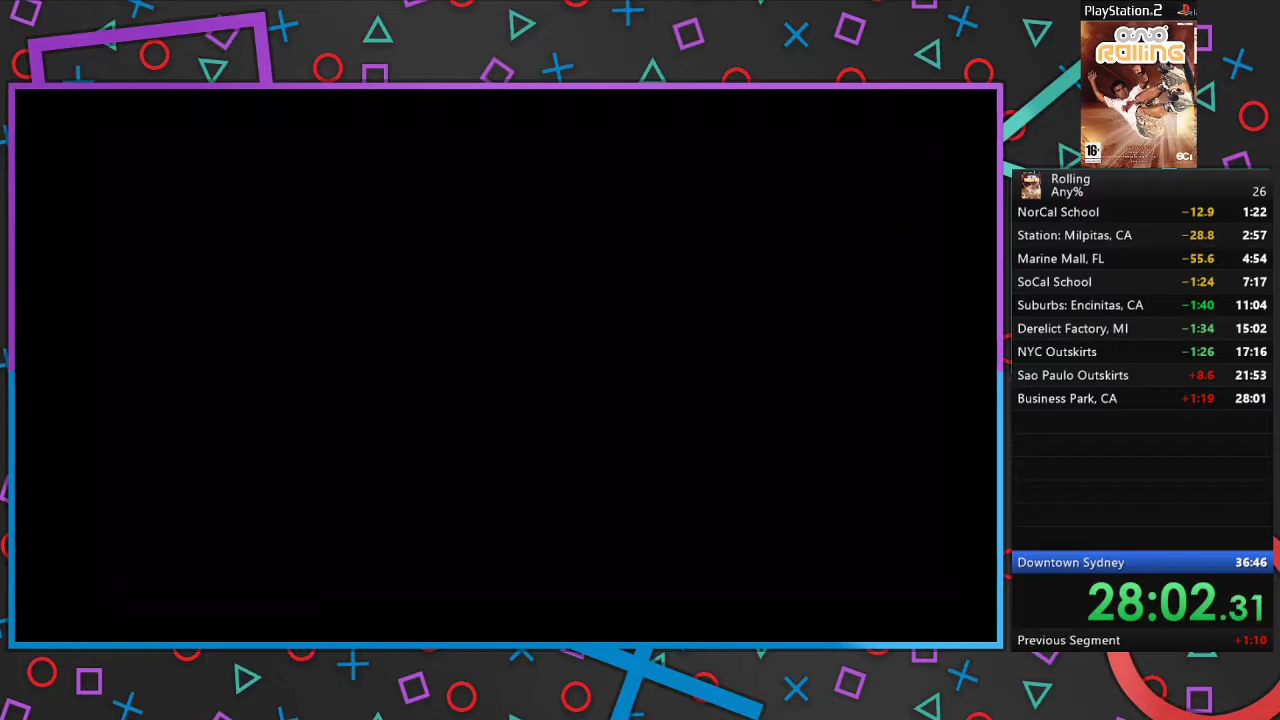 PlayStation 2
Rolling
16+
SCi
Rolling
Any% 26
NorCal School −12.9 1:22
Station: Milpitas, CA −28.8 2:57
Marine Mall, FL −55.6 4:54
SoCal School −1:24 7:17
Suburbs: Encinitas, CA −1:40 11:04
Derelict Factory, MI −1:34 15:02
NYC Outskirts −1:26 17:16
Sao Paulo Outskirts +8.6 21:53
Business Park, CA +1:19 28:01
Downtown Sydney 36:46
28:02.31
Previous Segment +1:10